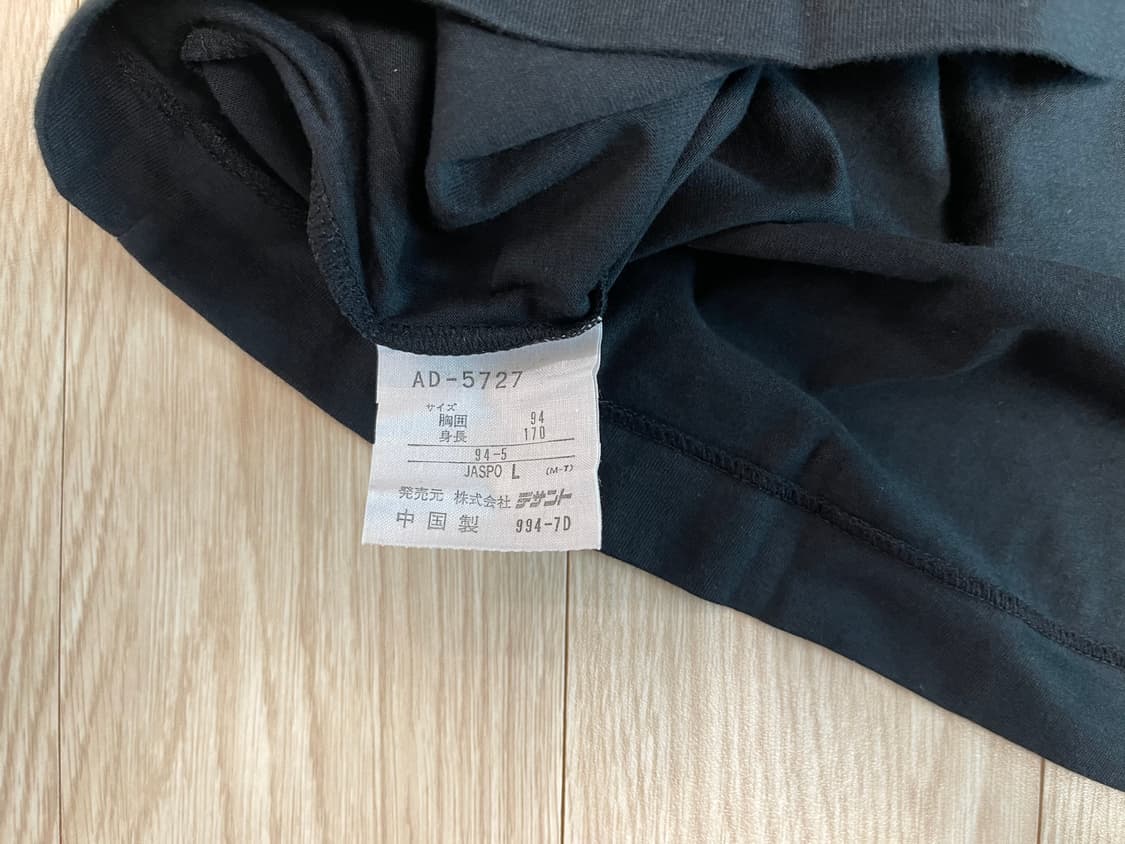 AD-5727
サイズ
胸囲 94
身長 170
94-5
JASPO L (M-T)
発売元 株式会社 デサント
中国製 994-7D